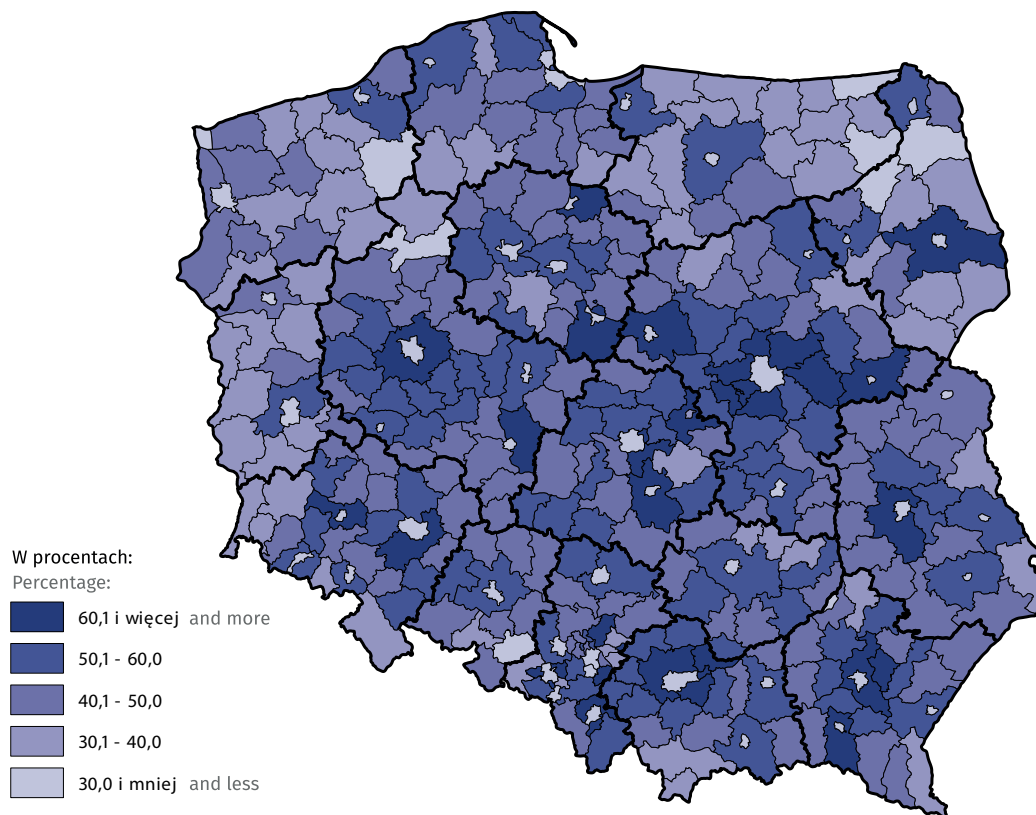 W procentach:
Percentage:
60,1 i więcej and more
50,1 - 60,0
40,1 - 50,0
30,1 - 40,0
30,0 i mniej and less